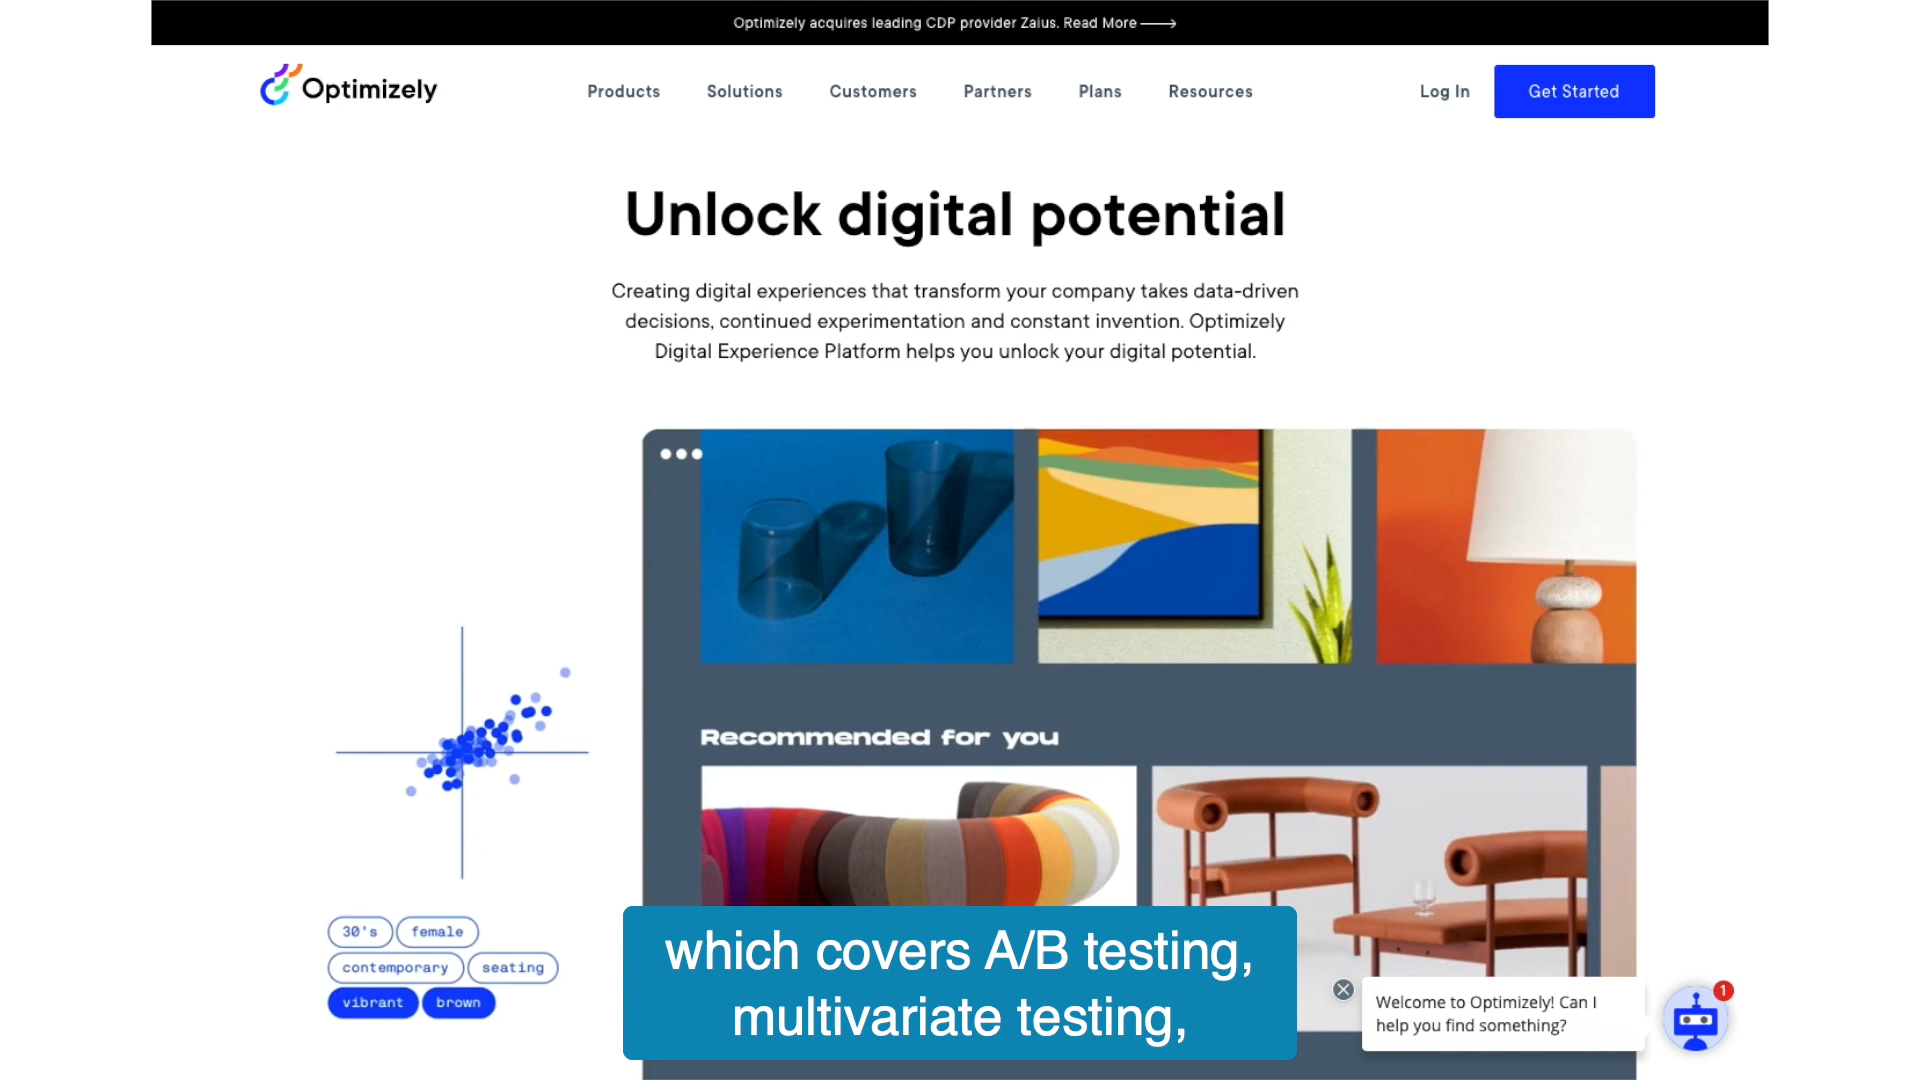 Optimizely acquires leading CDP provider Zaius. Read More
Optimizely
Products
Solutions
Customers
Partners
Plans
Resources
Log In
Get Started
Unlock digital potential
Creating digital experiences that transform your company takes data-driven
decisions, continued experimentation and constant invention. Optimizely
Digital Experience Platform helps you unlock your digital potential.
Recommended for you
30's
female
contemporary
seating
vibrant
brown
which covers A/B testing,
multivariate testing,
Welcome to Optimizely! Can I
help you find something?
1